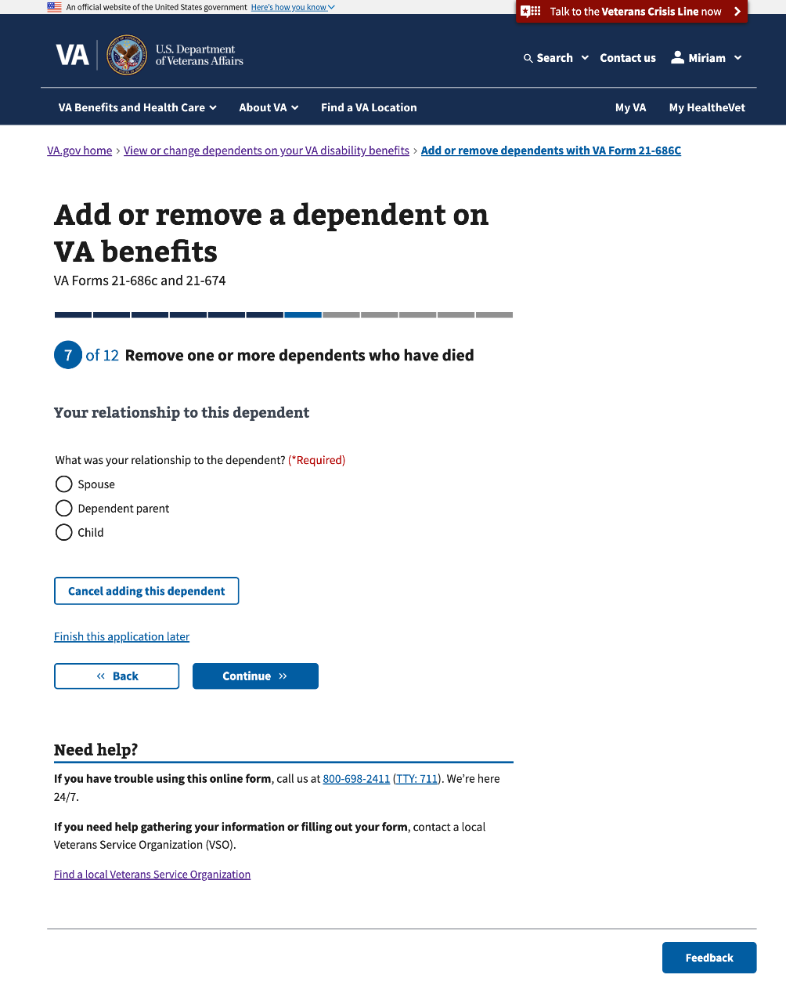 An official website of the United States government Here's how you know
Talk to the Veterans Crisis Line now
VA
U.S. Department
of Veterans Affairs
Search
Contact us
Miriam
VA Benefits and Health Care
About VA
Find a VA Location
My VA
My HealtheVet
VA.gov home › View or change dependents on your VA disability benefits › Add or remove dependents with VA Form 21-686C
Add or remove a dependent on
VA benefits
VA Forms 21-686c and 21-674
7 of 12 Remove one or more dependents who have died
Your relationship to this dependent
What was your relationship to the dependent? (*Required)
Spouse
Dependent parent
Child
Cancel adding this dependent
Finish this application later
« Back
Continue »
Need help?
If you have trouble using this online form, call us at 800-698-2411 (TTY: 711). We’re here
24/7.
If you need help gathering your information or filling out your form, contact a local
Veterans Service Organization (VSO).
Find a local Veterans Service Organization
Feedback